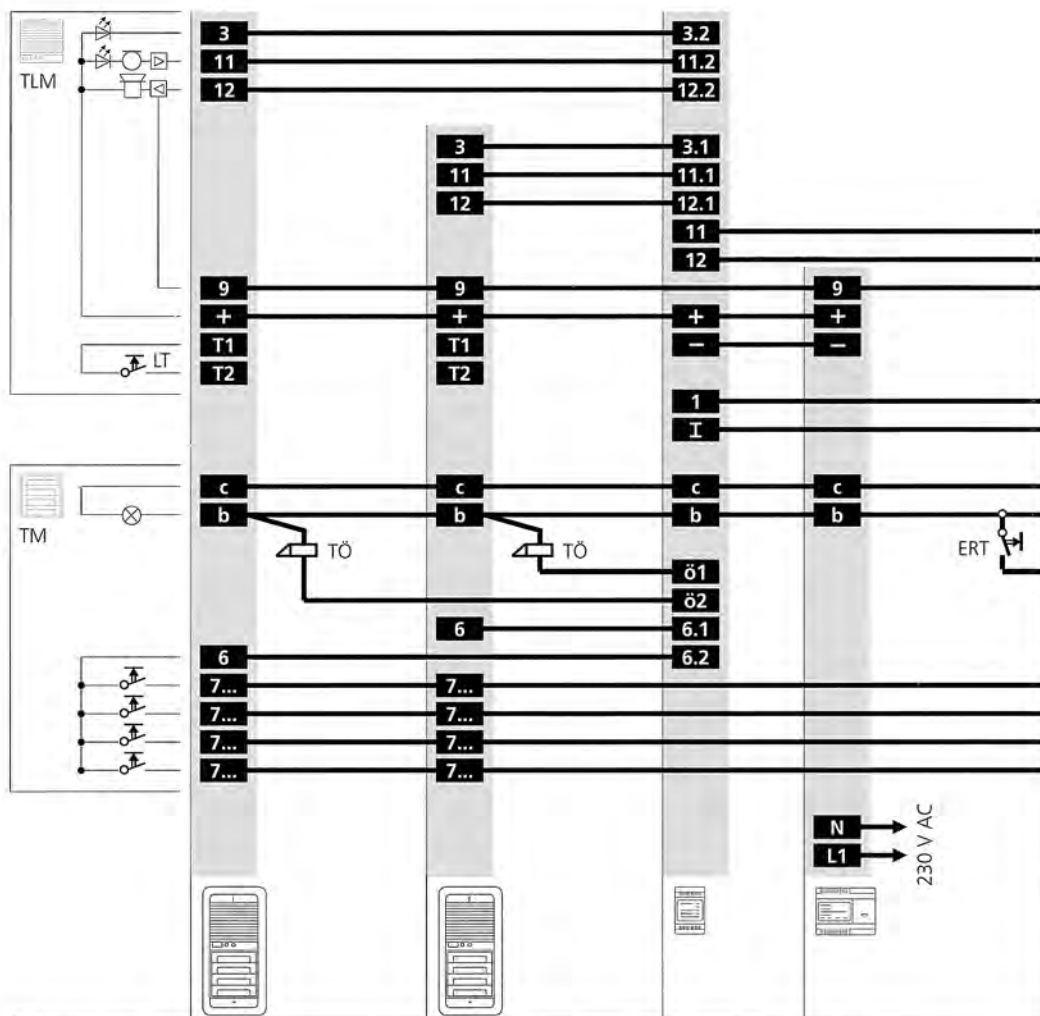 3 3.2
11 11.2
TLM
12 12.2
3 3.1
11 11.1
12 12.1
11
12
9 9 9
+ + + +
T1 T1 − −
LT
T2 T2
1
I
c c c c
b b b b
TM
TÖ TÖ ERT
ö1
ö2
6 6.1
6 6.2
7... 7...
7... 7...
7... 7...
7... 7...
N
L1
230 V AC